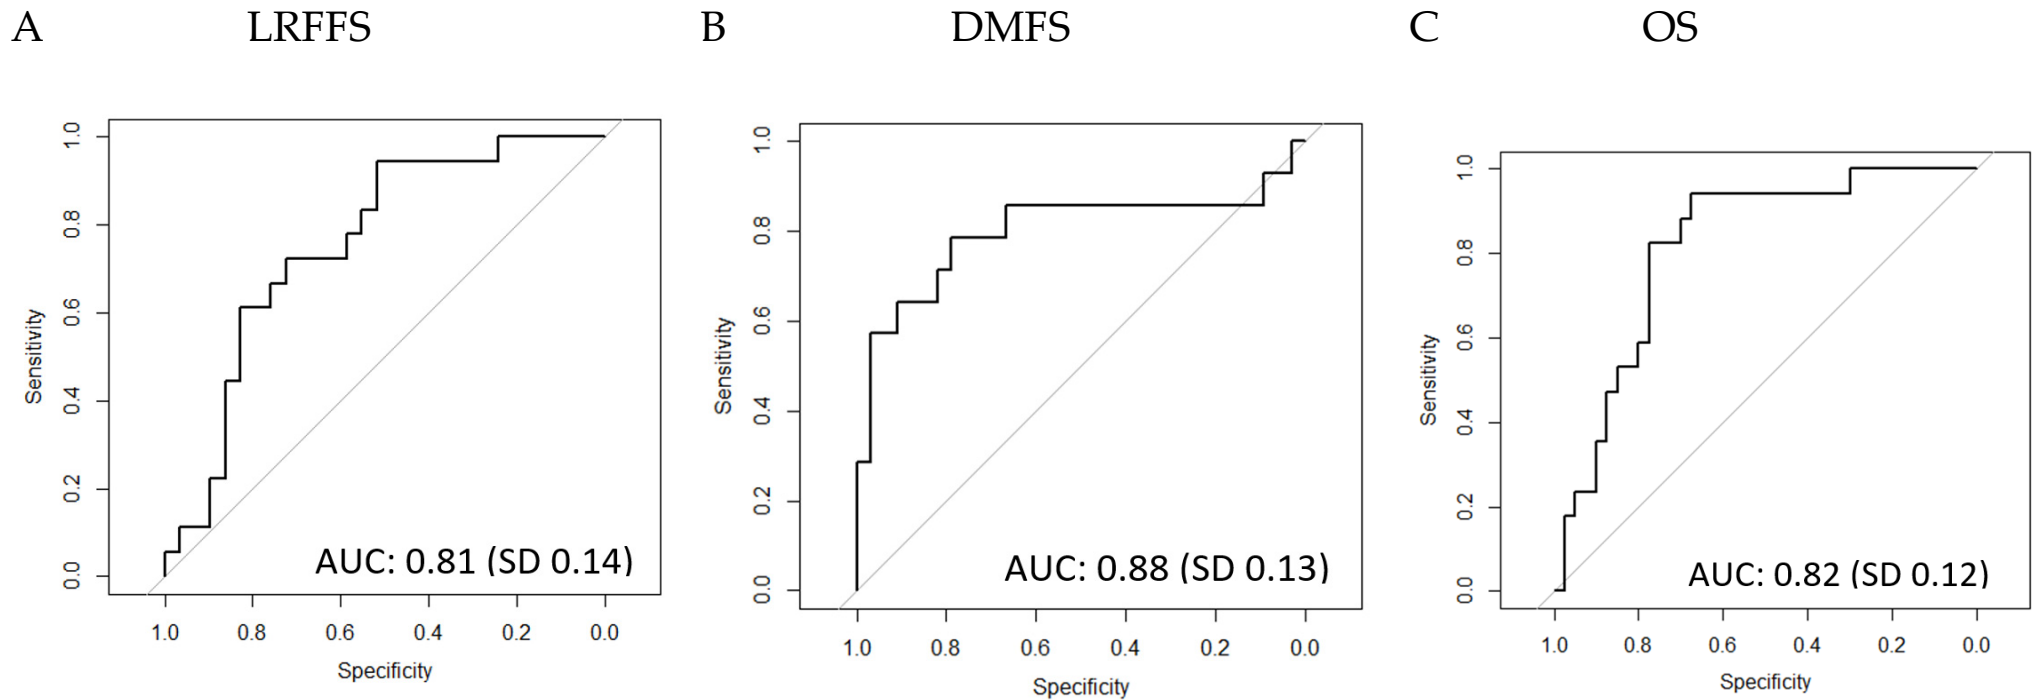 A LRFFS
1.0
0.8
0.6
0.4
0.2
0.0
Sensitivity
AUC: 0.81 (SD 0.14)
1.0 0.8 0.6 0.4 0.2 0.0
Specificity
B DMFS
1.0
0.8
0.6
0.4
0.2
0.0
Sensitivity
AUC: 0.88 (SD 0.13)
1.0 0.8 0.6 0.4 0.2 0.0
Specificity
C OS
1.0
0.8
0.6
0.4
0.2
0.0
Sensitivity
AUC: 0.82 (SD 0.12)
1.0 0.8 0.6 0.4 0.2 0.0
Specificity